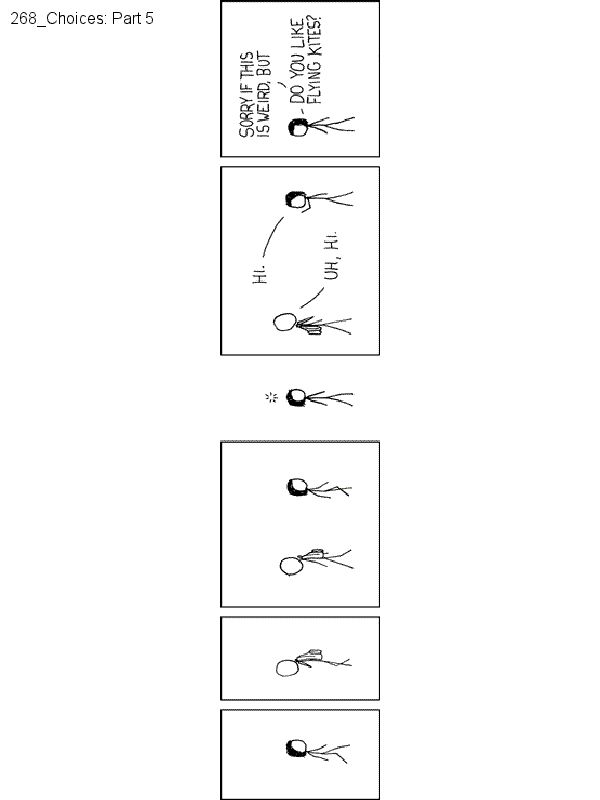 268_Choices: Part 5
HI.
UH, HI.
SORRY IF THIS
IS WEIRD, BUT
DO YOU LIKE
FLYING KITES?